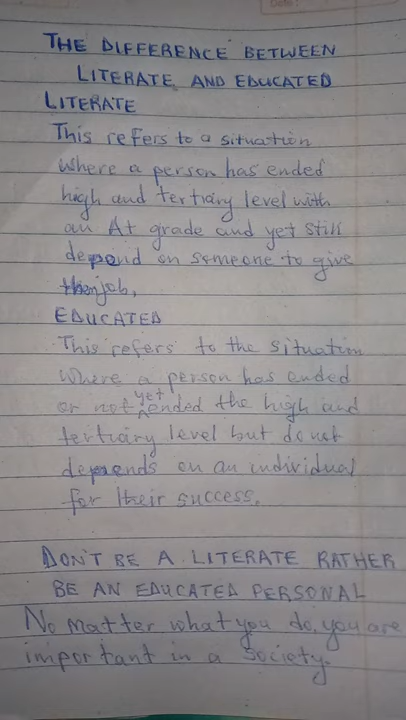 THE DIFFERENCE BETWEEN
LITERATE AND EDUCATED
LITERATE
This refers to a situation
where a person has ended
high and tertiary level with
an A+ grade and yet still
depend on someone to give
job,
EDUCATED
This refers to the situation
where a person has ended
or not yet ended the high and
tertiary level but do not
depends on an individual
for their success.
DON'T BE A LITERATE RATHER
BE AN EDUCATED PERSONAL
No matter what you do, you are
important in a society.